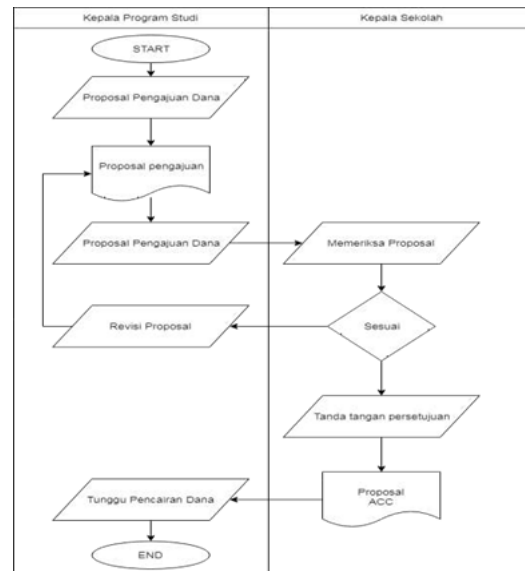 Kepala Program Studi
Kepala Sekolah
START
Proposal Pengajuan Dana
Proposal pengajuan
Proposal Pengajuan Dana
Memeriksa Proposal
Revisi Proposal
Sesuai
Tanda tangan persetujuan
Proposal
ACC
Tunggu Pencairan Dana
END